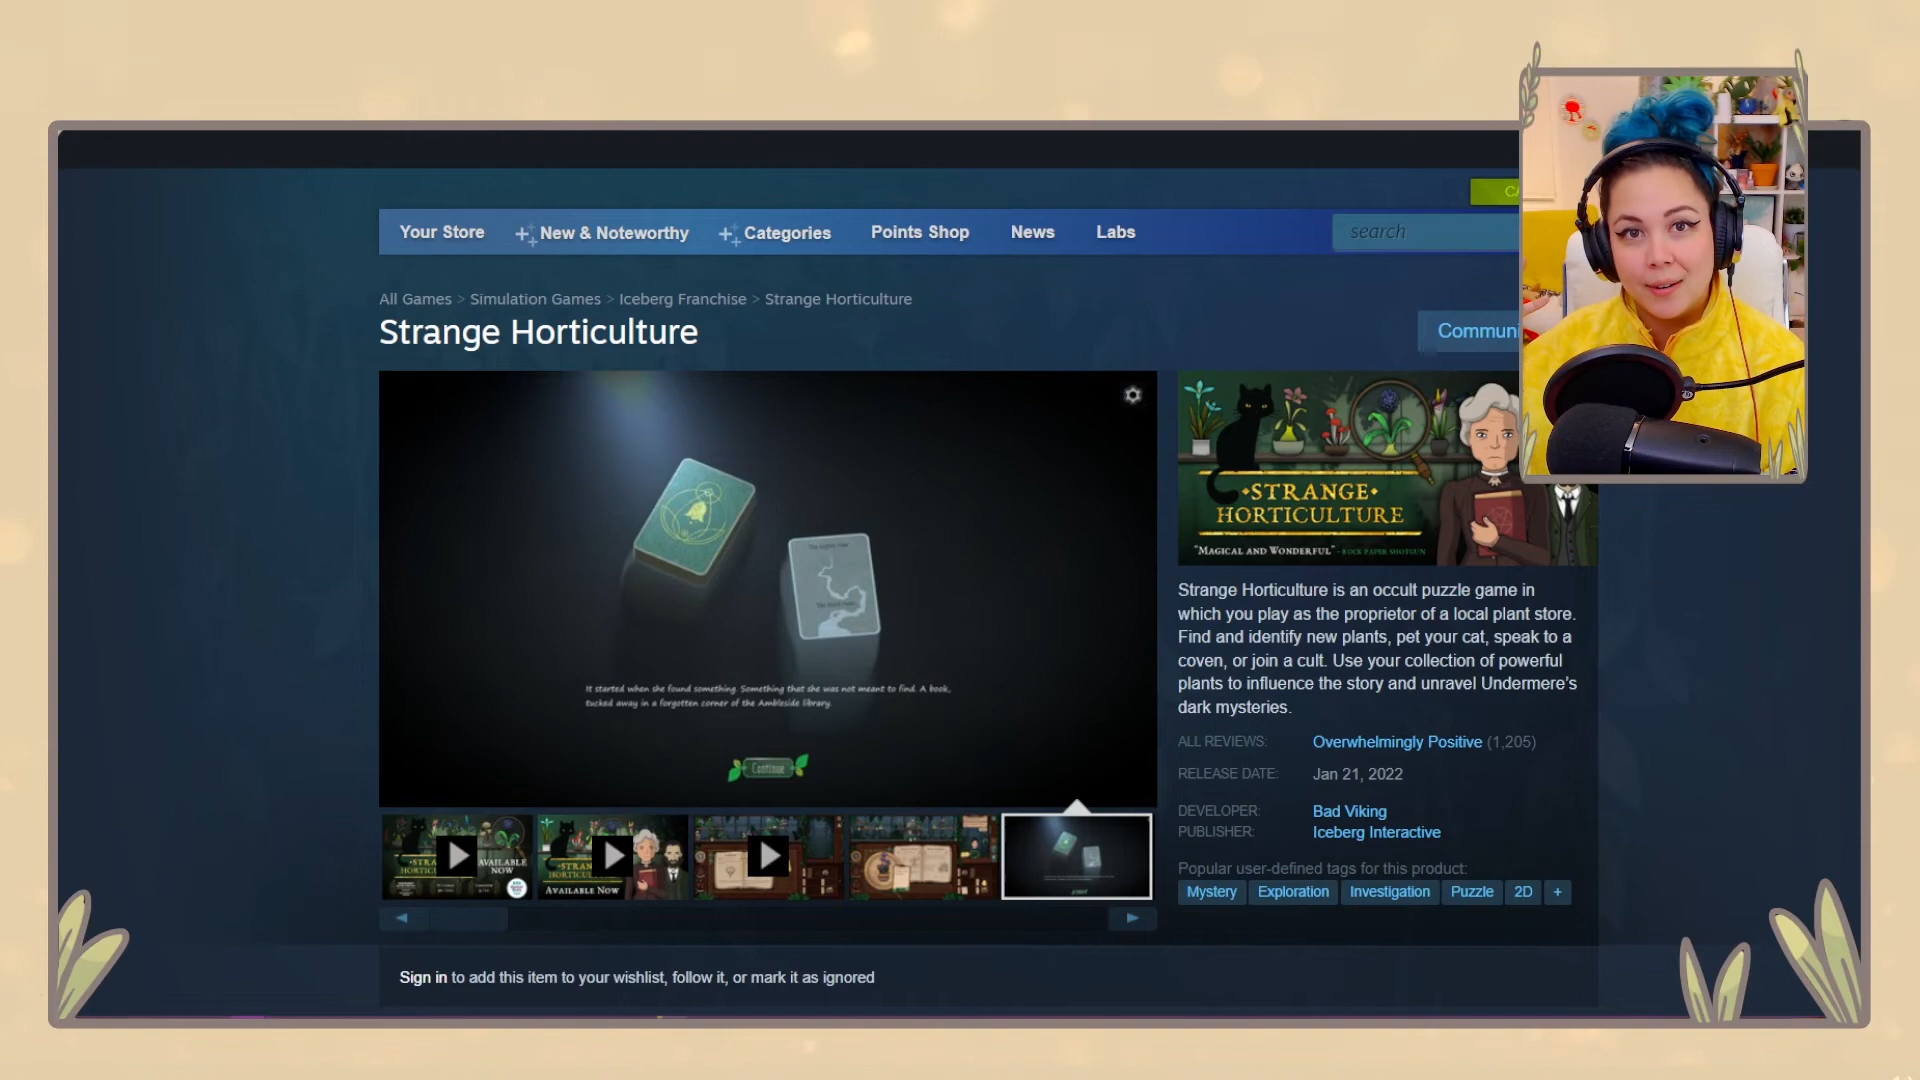 CA
Your Store
New & Noteworthy
Categories
Points Shop
News
Labs
search
All Games > Simulation Games > Iceberg Franchise > Strange Horticulture
Strange Horticulture
Communi
It started when she found something. Something that she was not meant to find. A book,
tucked away in a forgotten corner of the Ambleside library.
Continue
STRANGE
HORTICULTURE
"MAGICAL AND WONDERFUL" - ROCK PAPER SHOTGUN
Strange Horticulture is an occult puzzle game in
which you play as the proprietor of a local plant store.
Find and identify new plants, pet your cat, speak to a
coven, or join a cult. Use your collection of powerful
plants to influence the story and unravel Undermere's
dark mysteries.
ALL REVIEWS: Overwhelmingly Positive (1,205)
RELEASE DATE: Jan 21, 2022
DEVELOPER: Bad Viking
PUBLISHER: Iceberg Interactive
Popular user-defined tags for this product:
Mystery Exploration Investigation Puzzle 2D +
AVAILABLE
NOW
AVAILABLE NOW
Sign in to add this item to your wishlist, follow it, or mark it as ignored